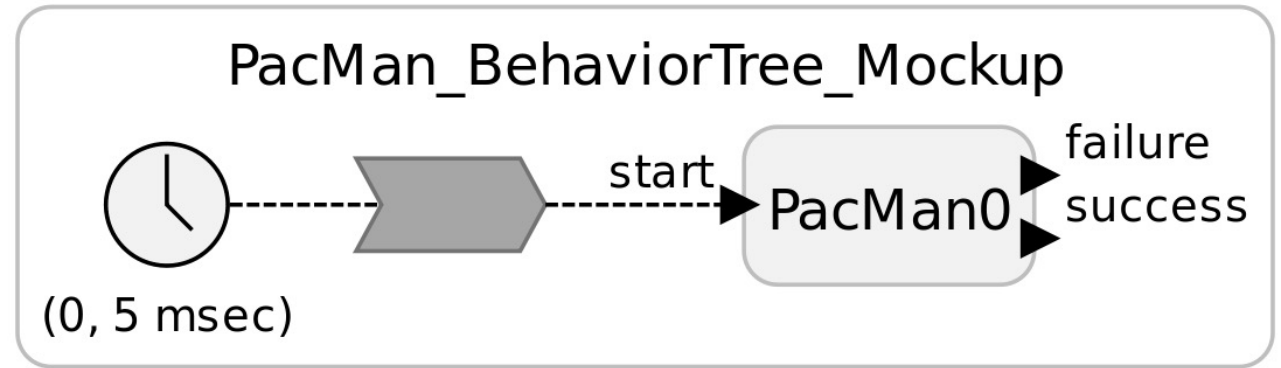 PacMan_BehaviorTree_Mockup
failure
start
success
PacMan0
(0, 5 msec)